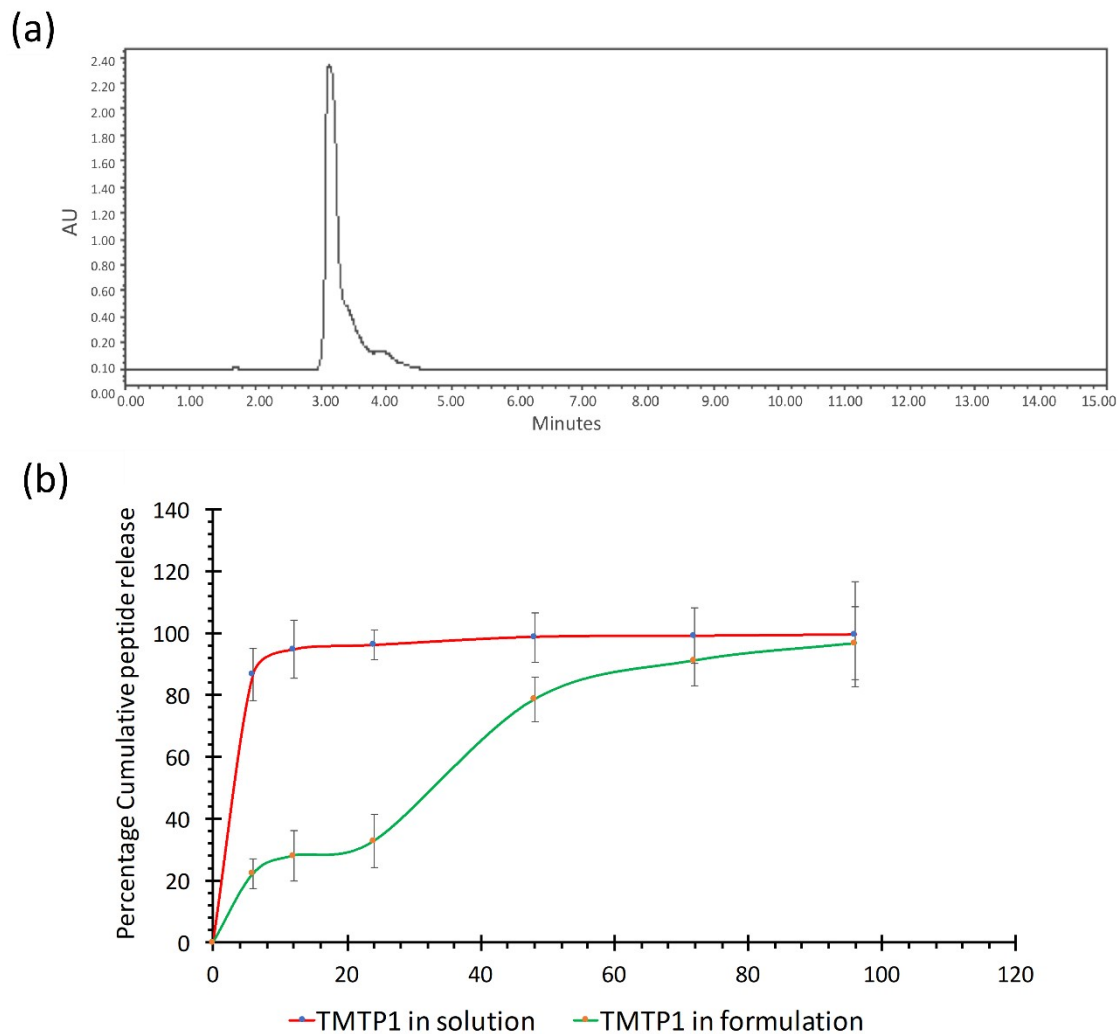 (a)
2.40
2.20
2.00
1.80
1.60
1.40
1.20
1.00
0.80
0.60
0.40
0.20
0.10
0.00
AU
0.00 1.00 2.00 3.00 4.00 5.00 6.00 7.00 8.00 9.00 10.00 11.00 12.00 13.00 14.00 15.00
Minutes
(b)
Percentage Cumulative peptide release
140
120
100
80
60
40
20
0
0 20 40 60 80 100 120
TMTP1 in solution TMTP1 in formulation